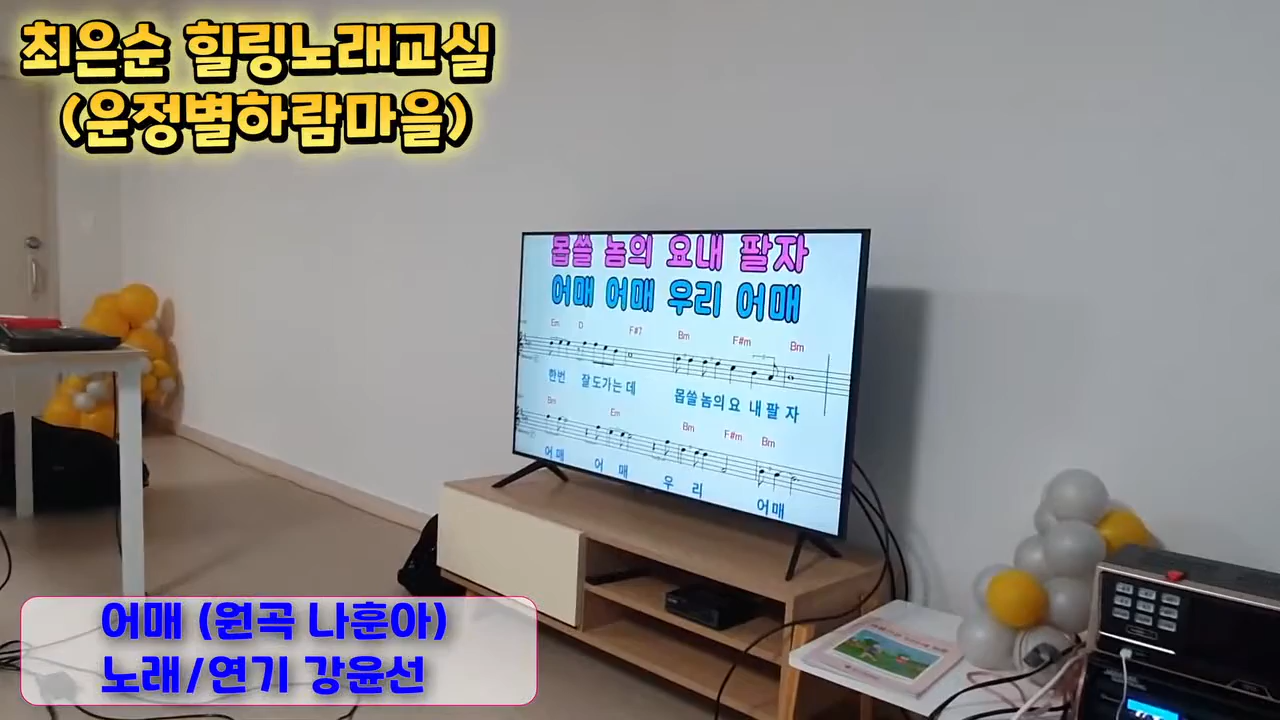 최은순 힐링노래교실
(운정별하람마을)
몹쓸 놈의 요내 팔자
어매 어매 우리 어매
Em D F#7 Bm F#m Bm
한번 잘도가는 데 몹쓸놈의요 내팔 자
Bm Em Bm F#m Bm
어매 어 매 우 리 어매
어매 (원곡 나훈아)
노래/연기 강윤선